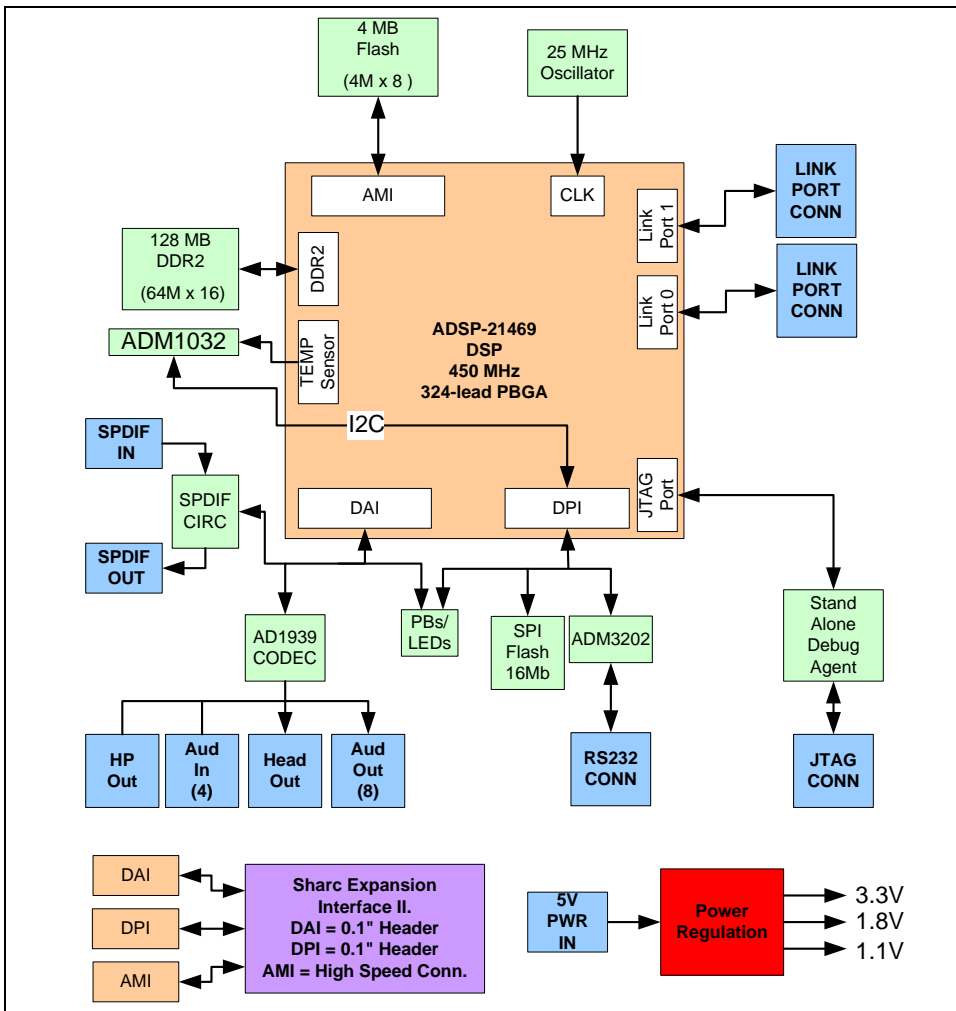 4 MB
Flash
(4M x 8 )
25 MHz
Oscillator
AMI
CLK
Link
Port 1
LINK
PORT
CONN
128 MB
DDR2
(64M x 16)
DDR2
Link
Port 0
LINK
PORT
CONN
ADM1032
TEMP
Sensor
ADSP-21469
DSP
450 MHz
324-lead PBGA
I2C
SPDIF
IN
SPDIF
CIRC
SPDIF
OUT
DAI
DPI
JTAG
Port
AD1939
CODEC
PBs/
LEDs
SPI
Flash
16Mb
ADM3202
Stand
Alone
Debug
Agent
HP
Out
Aud
In
(4)
Head
Out
Aud
Out
(8)
RS232
CONN
JTAG
CONN
DAI
DPI
AMI
Sharc Expansion
Interface II.
DAI = 0.1" Header
DPI = 0.1" Header
AMI = High Speed Conn.
5V
PWR
IN
Power
Regulation
3.3V
1.8V
1.1V